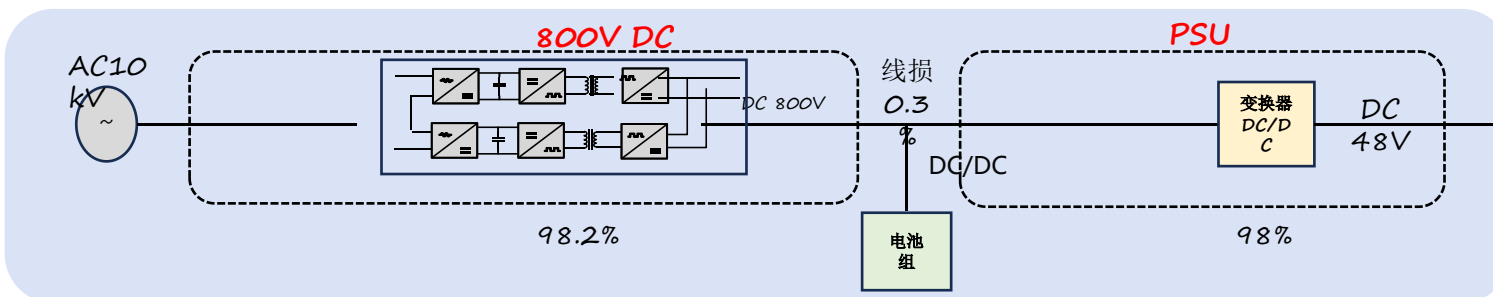 800V DC
PSU
AC10
kV
~
DC 800V
线损
0.3
%
DC/DC
变换器
DC/D
C
DC
48V
98.2%
电池
组
98%